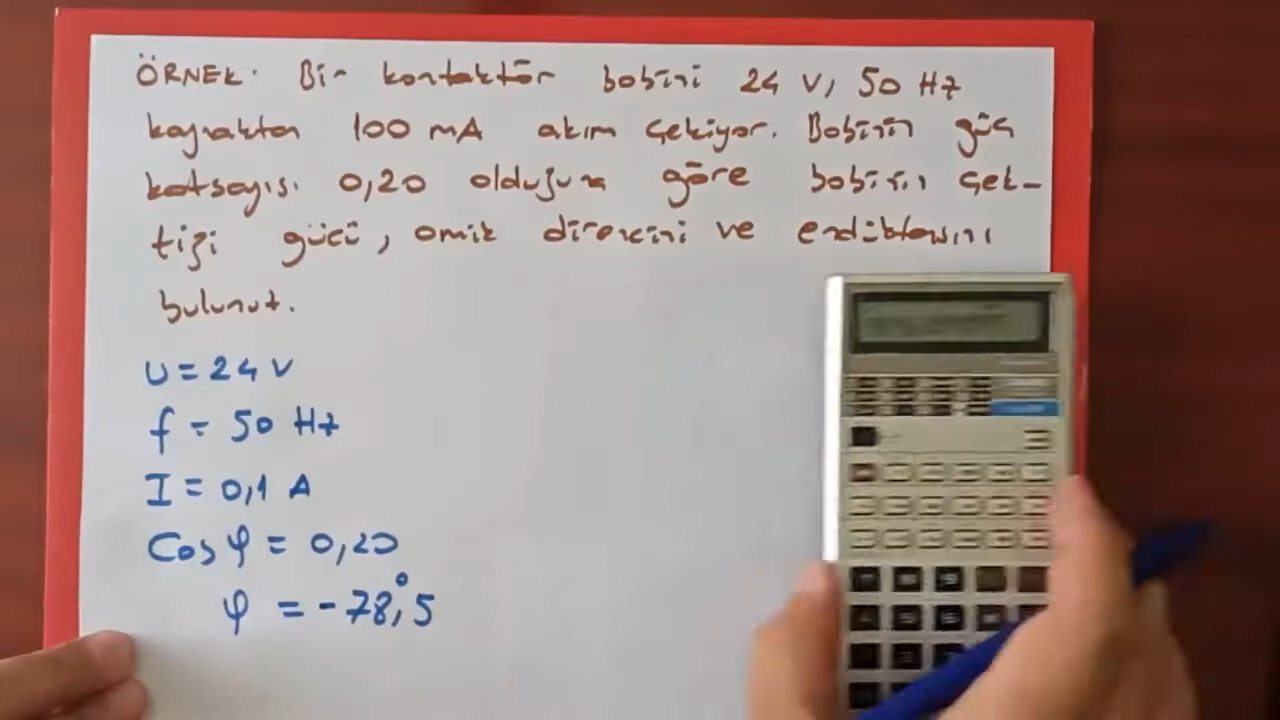 ÖRNEK. Bir kontaktör bobini 24 V, 50 Hz
kaynaktan 100 mA akım çekiyor. Bobinin güç
katsayısı 0,20 olduğuna göre bobinin çek-
tiği gücü, omik direncini ve endüktansını
bulunuz.
U = 24 V
f = 50 Hz
I = 0,1 A
Cos φ = 0,20
φ = -78,5°